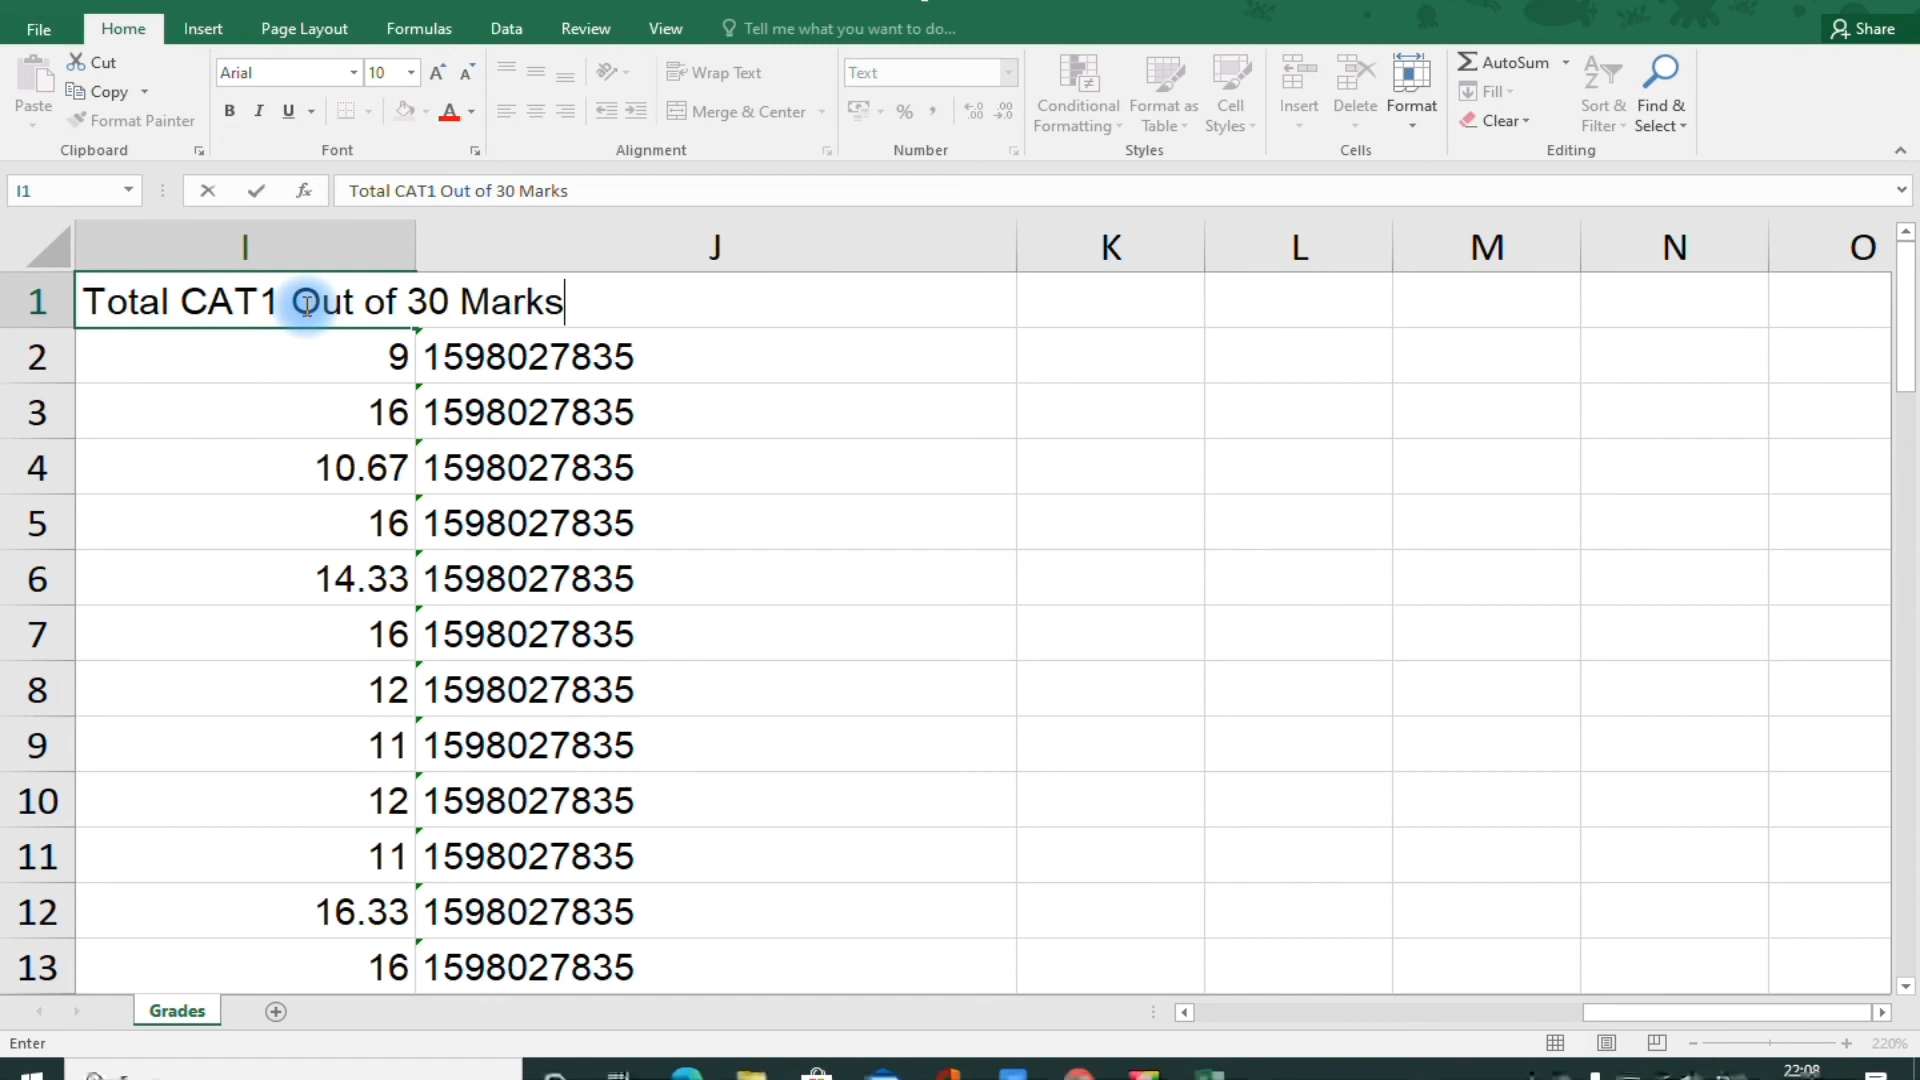 File Home Insert Page Layout Formulas Data Review View Tell me what you want to do... Share
Cut
Copy
Format Painter
Paste
Clipboard
Arial 10 A A
B I U A
Font
Wrap Text
Merge & Center
Alignment
Text
% ,
Number
Conditional Formatting
Format as Table
Cell Styles
Styles
Insert Delete Format
Cells
AutoSum
Fill
Clear
Sort & Filter
Find & Select
Editing
I1 fx Total CAT1 Out of 30 Marks
I J K L M N O
1 Total CAT1 Out of 30 Marks
2 9 1598027835
3 16 1598027835
4 10.67 1598027835
5 16 1598027835
6 14.33 1598027835
7 16 1598027835
8 12 1598027835
9 11 1598027835
10 12 1598027835
11 11 1598027835
12 16.33 1598027835
13 16 1598027835
Grades
Enter 220%
22:08